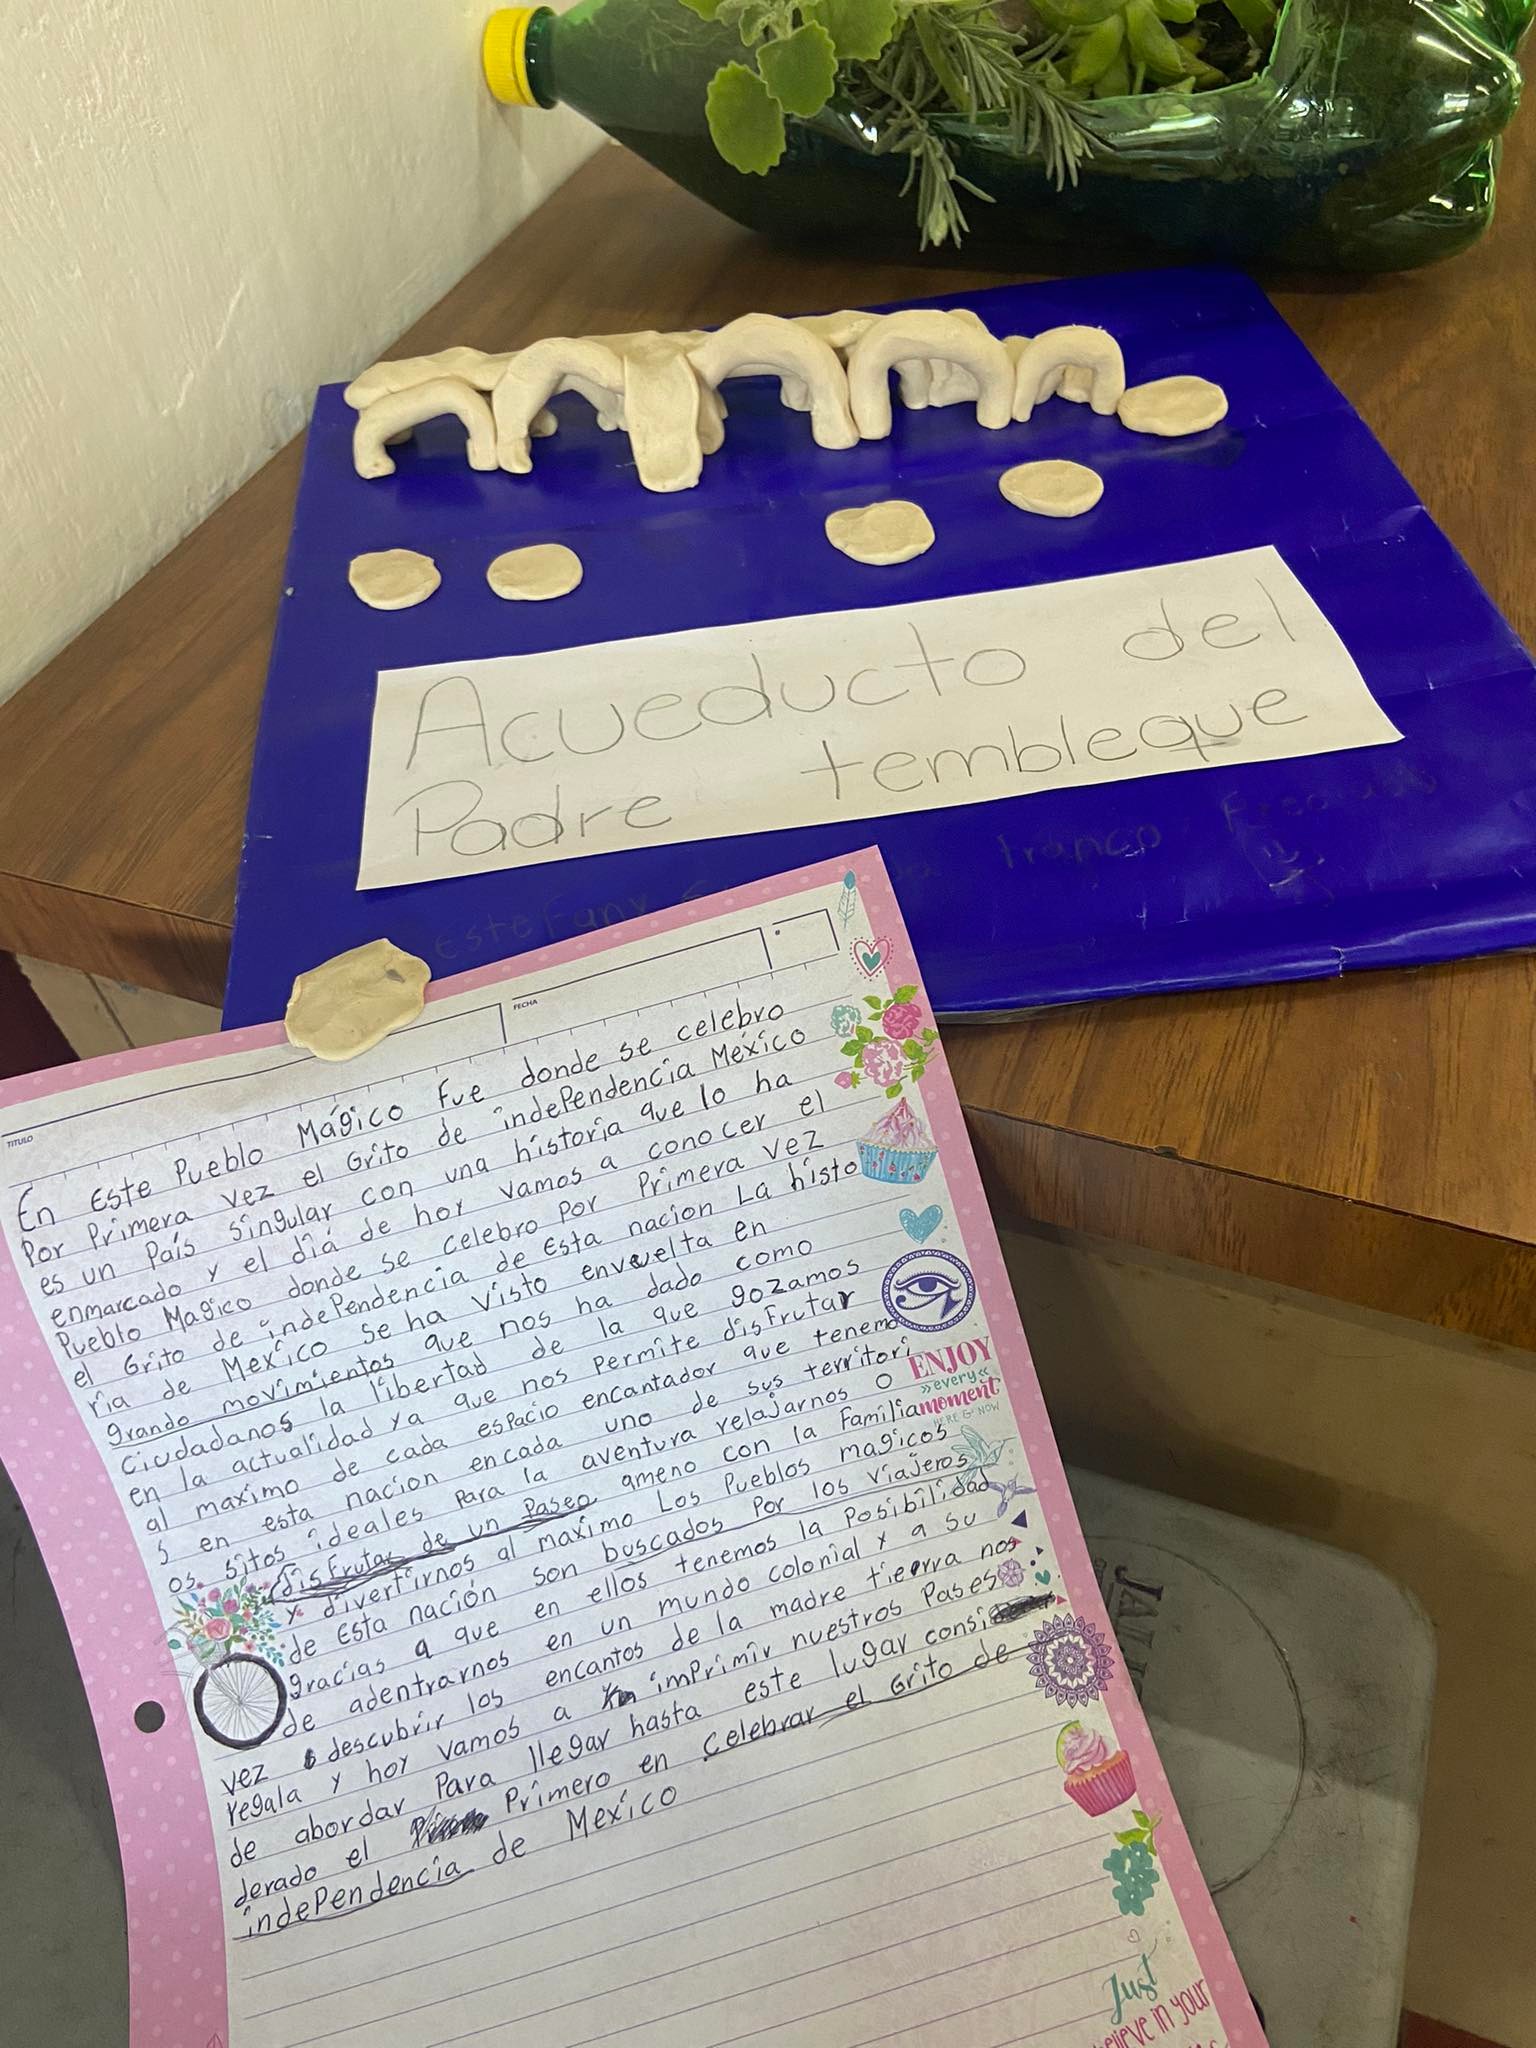 Acueducto del
Padre tembleque
Estefany
franco
TITULO
FECHA
En Este Pueblo Mágico Fue donde se celebro
Por Primera vez el Grito de independencia México
es un País singular con una historia que lo ha
enmarcado y el diá de hoy vamos a conocer el
Pueblo Magico donde se celebro por Primera vez
el Grito de independencia de Esta nacion La histo
ria de México se ha visto envuelta en
grando movimientos que nos ha dado como
ciudadanos la libertad de la que gozamos
en la actualidad ya que nos Permite disfrutar
al maximo de cada espacio encantador que tenemo
s en esta nacion encada uno de sus territori
os sitos ideales para la aventura relajarnos o
disfrutar de un Paseo ameno con la Familia
y divertirnos al maximo Los Pueblos magicos
de Esta nación son buscados Por los viajeros
gracias a que en ellos tenemos la Posibilidad
de adentrarnos en un mundo colonial y a su
vez descubrir los encantos de la madre tierra nos
regala y hoy vamos a imprimir nuestros Pases
de abordar Para llegar hasta este lugar consi
derado el Primero en celebrar el Grito de
independencia de Mexico
ENJOY
»every«
moment
HERE & NOW
Just
believe in your